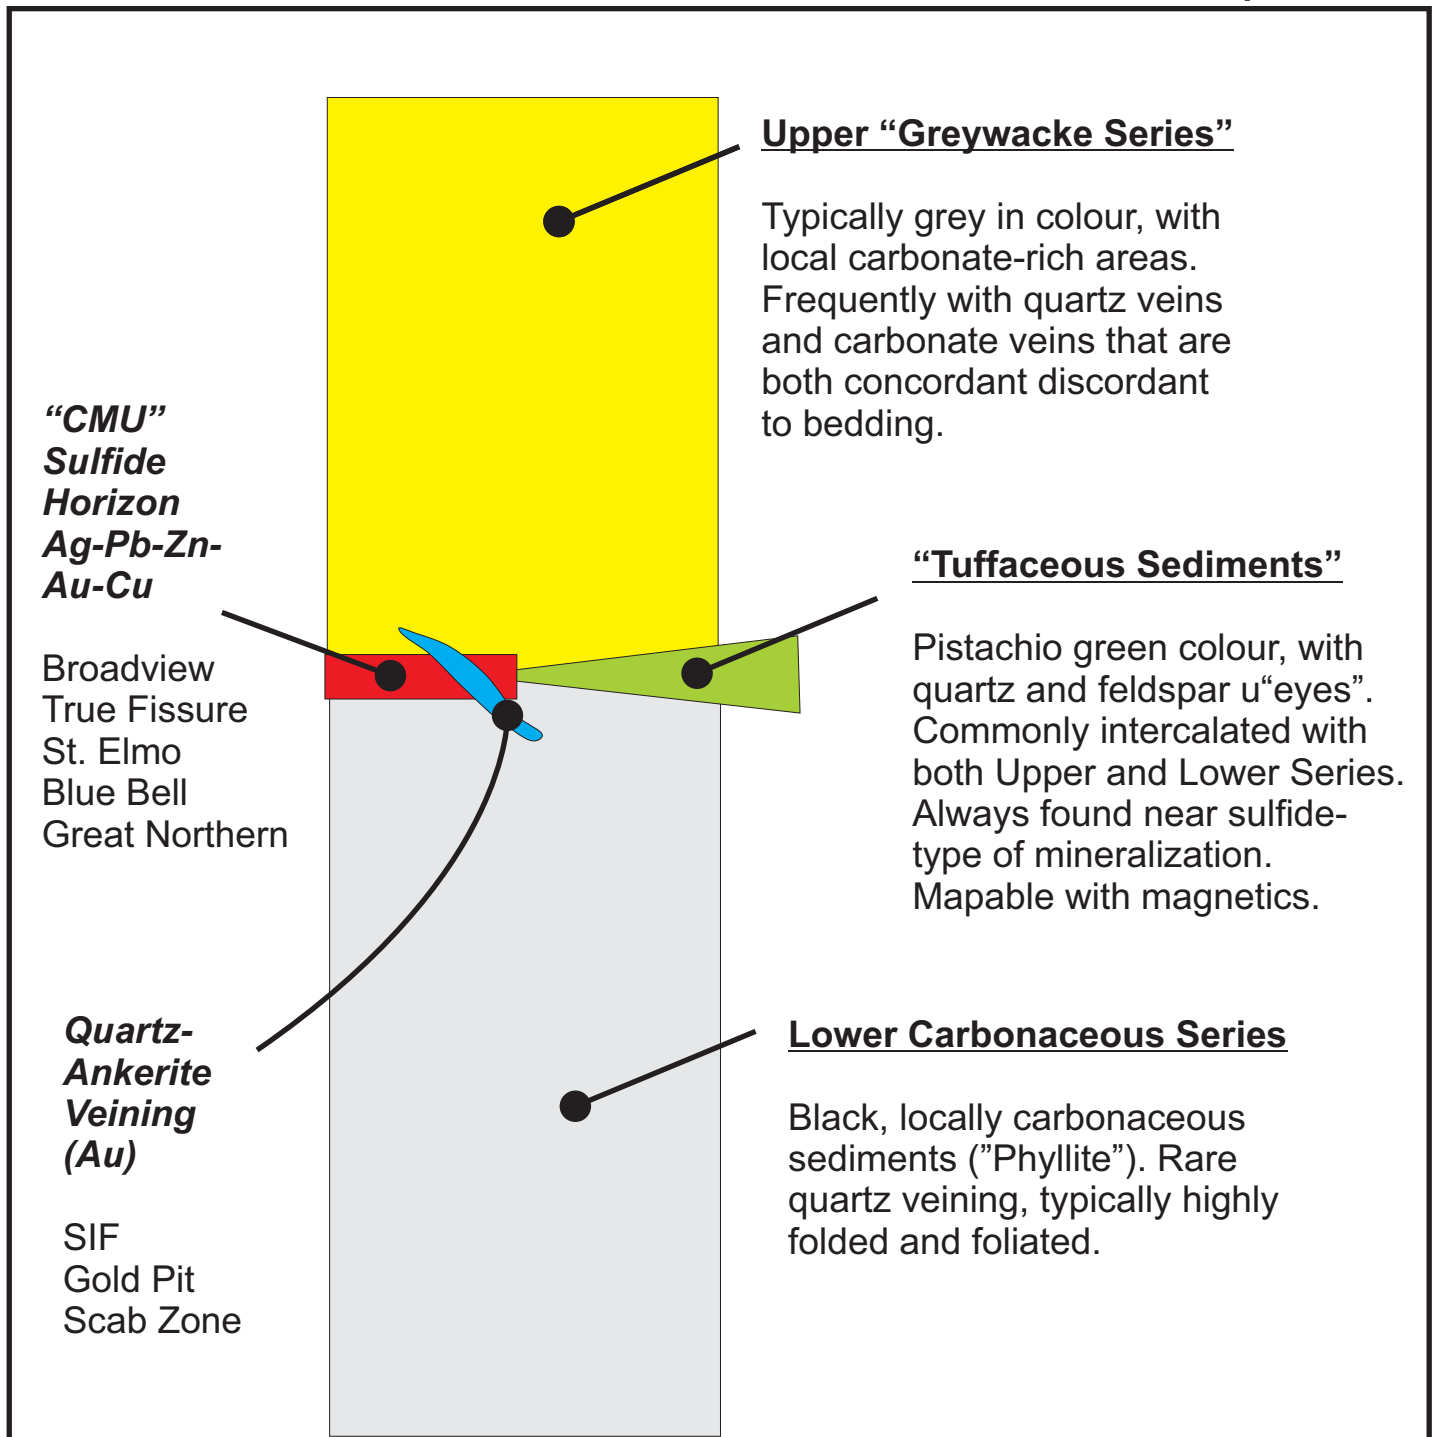 Upper “Greywacke Series”
Typically grey in colour, with
local carbonate-rich areas.
Frequently with quartz veins
and carbonate veins that are
both concordant discordant
to bedding.
“CMU”
Sulfide
Horizon
Ag-Pb-Zn-
Au-Cu
Broadview
True Fissure
St. Elmo
Blue Bell
Great Northern
“Tuffaceous Sediments”
Pistachio green colour, with
quartz and feldspar u“eyes”.
Commonly intercalated with
both Upper and Lower Series.
Always found near sulfide-
type of mineralization.
Mapable with magnetics.
Quartz-
Ankerite
Veining
(Au)
SIF
Gold Pit
Scab Zone
Lower Carbonaceous Series
Black, locally carbonaceous
sediments (”Phyllite”). Rare
quartz veining, typically highly
folded and foliated.